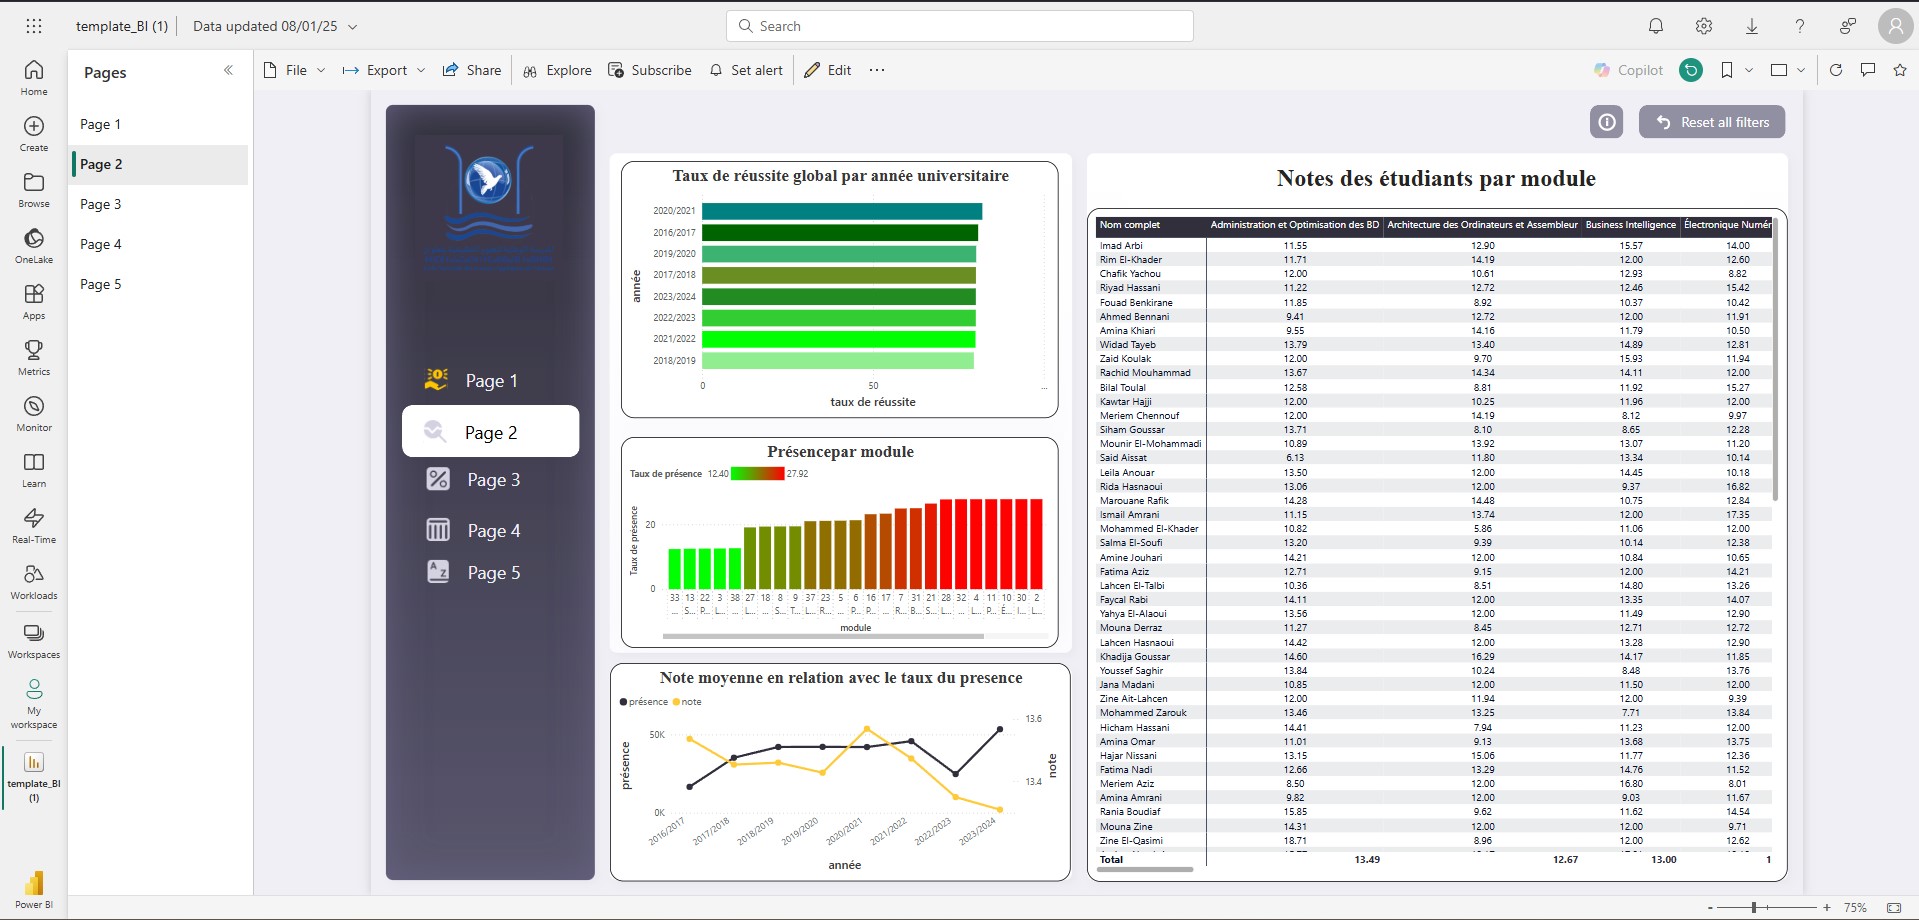 template_BI (1)
Data updated 08/01/25
Search
Home
Create
Browse
OneLake
Apps
Metrics
Monitor
Learn
Real-Time
Workloads
Workspaces
My workspace
template_BI (1)
Power BI
Pages
Page 1
Page 2
Page 3
Page 4
Page 5
File
Export
Share
Explore
Subscribe
Set alert
Edit
Copilot
Reset all filters
Page 1
Page 2
Page 3
Page 4
Page 5
Taux de réussite global par année universitaire
année
2020/2021
2016/2017
2019/2020
2017/2018
2023/2024
2022/2023
2021/2022
2018/2019
0 50 ...
taux de réussite
Présencepar module
Taux de présence 12.40 27.92
Taux de présence
20
0
33 13 22 3 38 27 18 8 9 37 23 5 6 16 17 7 31 21 28 32 4 11 10 30 2
... S... P... L... ... L... ... S... T... L... R... ... P... P... ... R... B... S... L... ... L... P... É... I... L...
module
Note moyenne en relation avec le taux du presence
présence note
présence
50K
0K
13.6
13.4
note
2016/2017 2017/2018 2018/2019 2019/2020 2020/2021 2021/2022 2022/2023 2023/2024
année
Notes des étudiants par module
Nom complet Administration et Optimisation des BD Architecture des Ordinateurs et Assembleur Business Intelligence Électronique Numér
Imad Arbi 11.55 12.90 15.57 14.00
Rim El-Khader 11.71 14.19 12.00 12.60
Chafik Yachou 12.00 10.61 12.93 8.82
Riyad Hassani 11.22 12.72 12.46 15.42
Fouad Benkirane 11.85 8.92 10.37 10.42
Ahmed Bennani 9.41 12.72 12.00 11.91
Amina Khiari 9.55 14.16 11.79 10.50
Widad Tayeb 13.79 13.40 14.89 12.81
Zaid Koulak 12.00 9.70 15.93 11.94
Rachid Mouhammad 13.67 14.34 14.11 12.00
Bilal Toulal 12.58 8.81 11.92 15.27
Kawtar Hajji 12.00 10.25 11.96 12.00
Meriem Chennouf 12.00 14.19 8.12 9.97
Siham Goussar 13.71 8.10 8.65 12.28
Mounir El-Mohammadi 10.89 13.92 13.07 11.20
Said Aissat 6.13 11.80 13.34 10.14
Leila Anouar 13.50 12.00 14.45 10.18
Rida Hasnaoui 13.06 12.00 9.37 16.82
Marouane Rafik 14.28 14.48 10.75 12.84
Ismail Amrani 11.15 13.74 12.00 17.35
Mohammed El-Khader 10.82 5.86 11.06 12.00
Salma El-Soufi 13.20 9.39 10.14 12.38
Amine Jouhari 14.21 12.00 10.84 10.65
Fatima Aziz 12.71 9.15 12.00 14.21
Lahcen El-Talbi 10.36 8.51 14.80 13.26
Faycal Rabi 14.11 12.00 13.35 14.07
Yahya El-Alaoui 13.56 12.00 11.49 12.90
Mouna Derraz 11.27 8.45 12.71 12.72
Lahcen Hasnaoui 14.42 12.00 13.28 12.90
Khadija Goussar 14.60 16.29 14.17 11.85
Youssef Saghir 13.84 10.24 8.48 13.76
Jana Madani 10.85 12.00 11.50 12.00
Zine Ait-Lahcen 12.00 11.94 12.00 9.39
Mohammed Zarouk 13.46 13.25 7.71 13.84
Hicham Hassani 14.41 7.94 11.23 12.00
Amina Omar 11.01 9.13 13.68 13.75
Hajar Nissani 13.15 15.06 11.77 12.36
Fatima Nadi 12.66 13.29 14.76 11.52
Meriem Aziz 8.50 12.00 16.80 8.01
Amina Amrani 9.82 12.00 9.03 11.67
Rania Boudiaf 15.85 9.62 11.62 14.54
Mouna Zine 14.31 12.00 12.00 9.71
Zine El-Qasimi 18.71 8.96 12.00 12.62
Total 13.49 12.67 13.00 1
75%